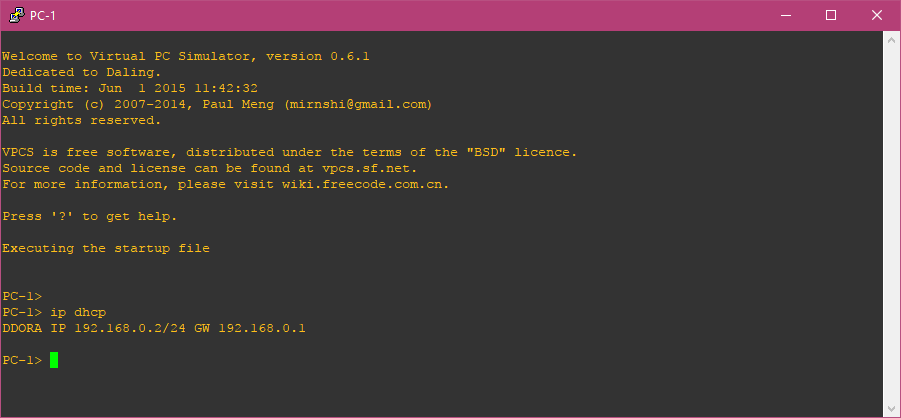 PC-1
Welcome to Virtual PC Simulator, version 0.6.1
Dedicated to Daling.
Build time: Jun  1 2015 11:42:32
Copyright (c) 2007-2014, Paul Meng (mirnshi@gmail.com)
All rights reserved.
VPCS is free software, distributed under the terms of the "BSD" licence.
Source code and license can be found at vpcs.sf.net.
For more information, please visit wiki.freecode.com.cn.
Press '?' to get help.
Executing the startup file
PC-1>
PC-1> ip dhcp
DDORA IP 192.168.0.2/24 GW 192.168.0.1
PC-1>